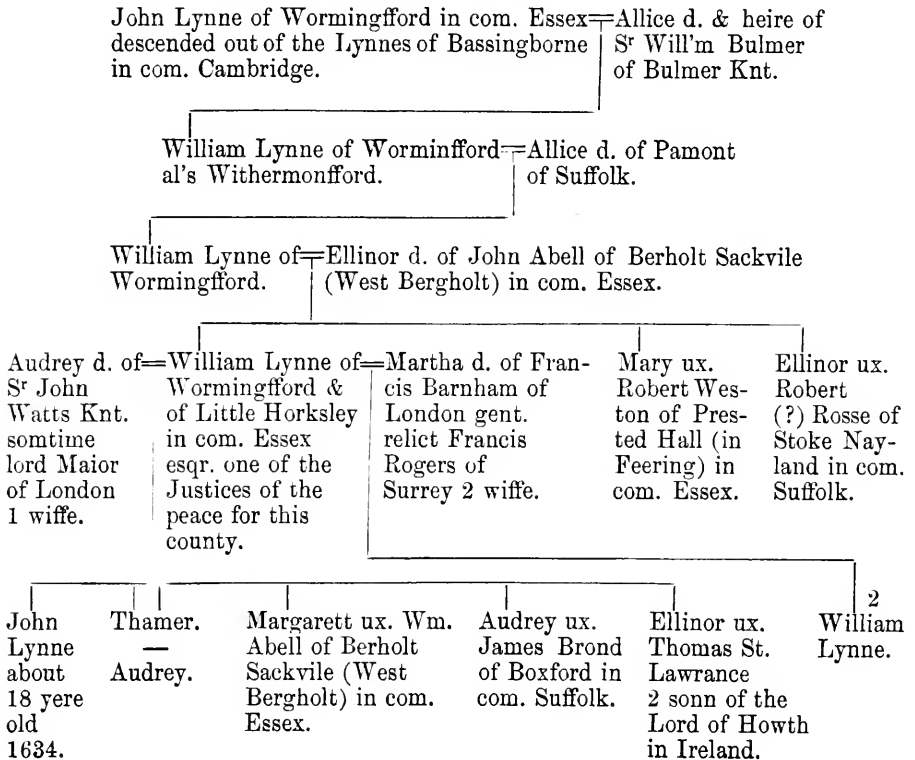 John Lynne of Wormingfford in com. Essex=Allice d. & heire of
descended out of the Lynnes of Bassingborne Sʳ Will'm Bulmer
in com. Cambridge. of Bulmer Knt.
William Lynne of Worminfford=Allice d. of Pamont
al's Withermonfford. of Suffolk.
William Lynne of=Ellinor d. of John Abell of Berholt Sackvile
Wormingfford. (West Bergholt) in com. Essex.
Audrey d. of=
Sʳ John
Watts Knt.
somtime
lord Maior
of London
1 wiffe.
William Lynne of=
Wormingfford &
of Little Horksley
in com. Essex
esqr. one of the
Justices of the
peace for this
county.
Martha d. of Fran-
cis Barnham of
London gent.
relict Francis
Rogers of
Surrey 2 wiffe.
Mary ux.
Robert Wes-
ton of Pres-
ted Hall (in
Feering) in
com. Essex.
Ellinor ux.
Robert
(?) Rosse of
Stoke Nay-
land in com.
Suffolk.
John
Lynne
about
18 yere
old
1634.
Thamer.
—
Audrey.
Margarett ux. Wm.
Abell of Berholt
Sackvile (West
Bergholt) in com.
Essex.
Audrey ux.
James Brond
of Boxford in
com. Suffolk.
Ellinor ux.
Thomas St.
Lawrance
2 sonn of the
Lord of Howth
in Ireland.
2
William
Lynne.